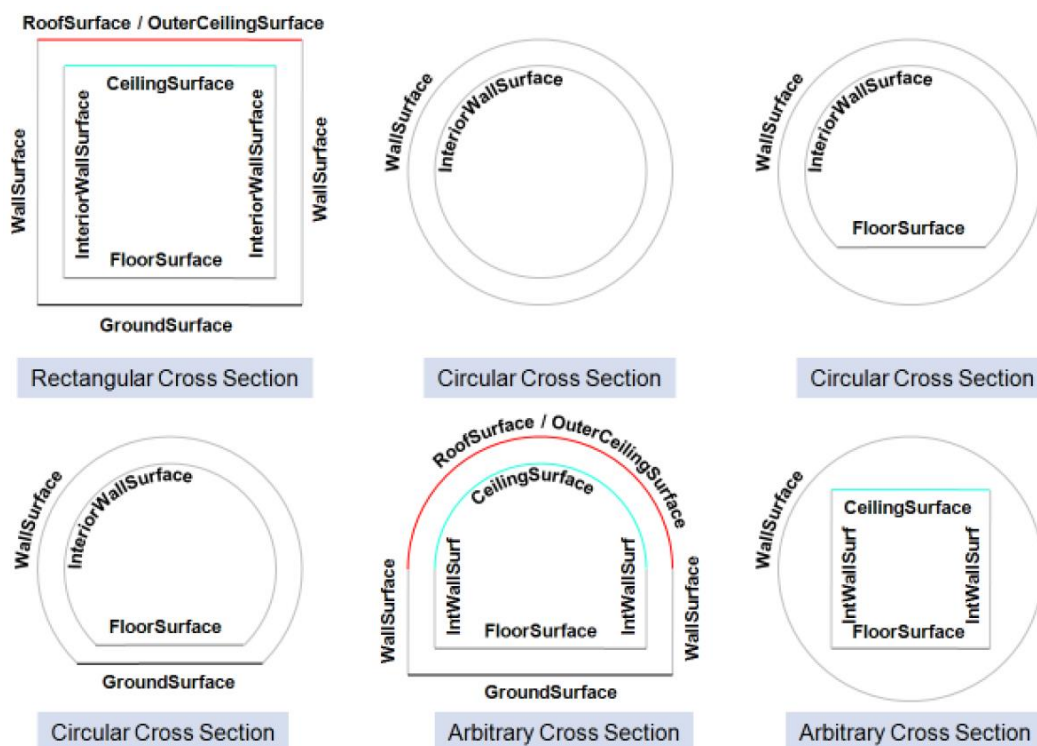 RoofSurface / OuterCeilingSurface
CeilingSurface
WallSurface
InteriorWallSurface
InteriorWallSurface
WallSurface
FloorSurface
GroundSurface
Rectangular Cross Section
WallSurface
InteriorWallSurface
Circular Cross Section
WallSurface
InteriorWallSurface
FloorSurface
Circular Cross Section
WallSurface
InteriorWallSurface
FloorSurface
GroundSurface
Circular Cross Section
RoofSurface / OuterCeilingSurface
CeilingSurface
WallSurface
IntWallSurf
IntWallSurf
WallSurface
FloorSurface
GroundSurface
Arbitrary Cross Section
WallSurface
CeilingSurface
IntWallSurf
IntWallSurf
FloorSurface
Arbitrary Cross Section